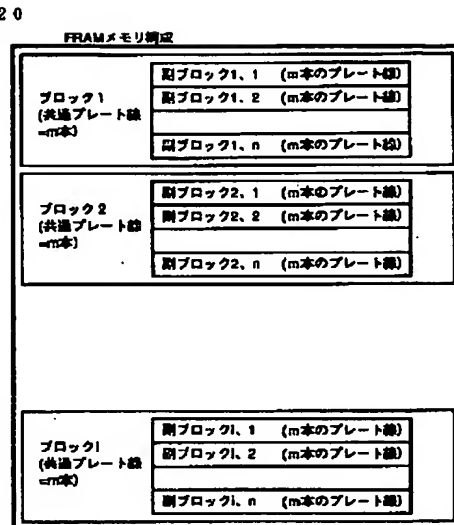 20
FRAMメモリ構成
ブロック1
(共通プレート線
=m本)
副ブロック1、1 (m本のプレート線)
副ブロック1、2 (m本のプレート線)
副ブロック1、n (m本のプレート線)
ブロック2
(共通プレート線
=m本)
副ブロック2、1 (m本のプレート線)
副ブロック2、2 (m本のプレート線)
副ブロック2、n (m本のプレート線)
ブロックl
(共通プレート線
=m本)
副ブロックl、1 (m本のプレート線)
副ブロックl、2 (m本のプレート線)
副ブロックl、n (m本のプレート線)